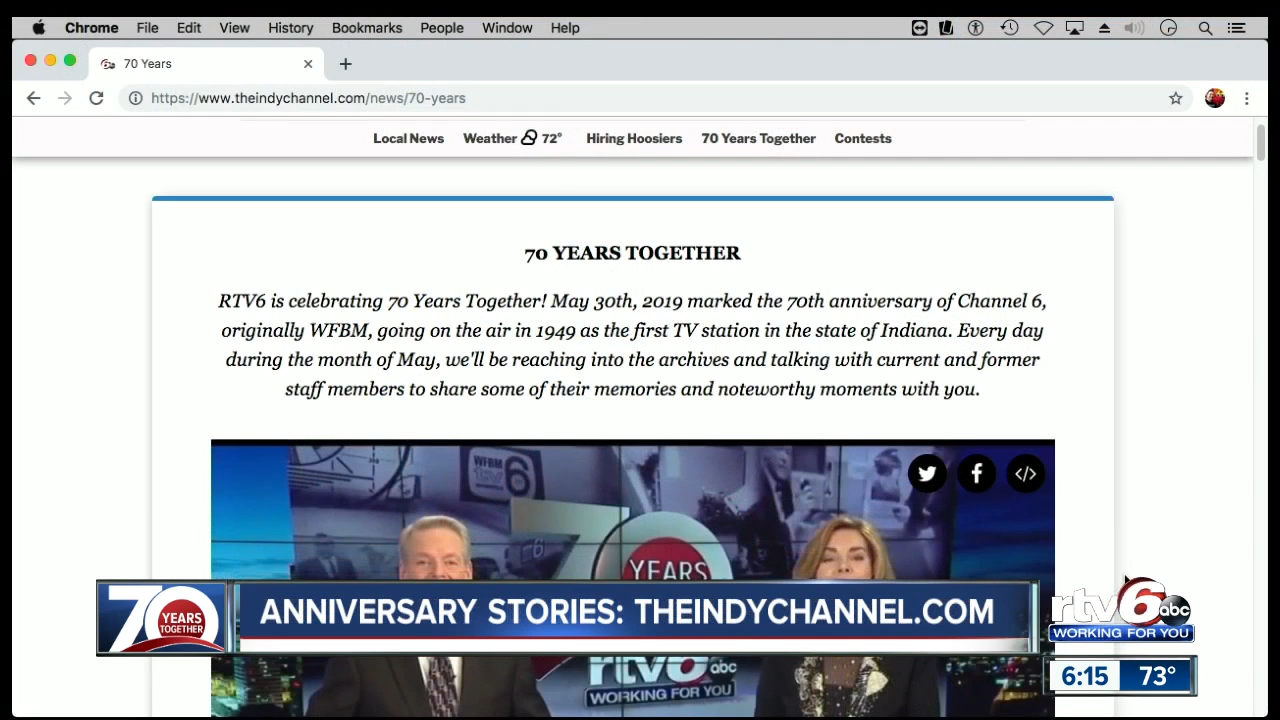 Chrome File Edit View History Bookmarks People Window Help
70 Years
https://www.theindychannel.com/news/70-years
Local News Weather 72° Hiring Hoosiers 70 Years Together Contests
70 YEARS TOGETHER
RTV6 is celebrating 70 Years Together! May 30th, 2019 marked the 70th anniversary of Channel 6,
originally WFBM, going on the air in 1949 as the first TV station in the state of Indiana. Every day
during the month of May, we'll be reaching into the archives and talking with current and former
staff members to share some of their memories and noteworthy moments with you.
WFBM
tv 6
6
70
YEARS
70
YEARS
TOGETHER
ANNIVERSARY STORIES: THEINDYCHANNEL.COM
rtv6 abc
WORKING FOR YOU
rtv6 abc
WORKING FOR YOU
6:15 73°